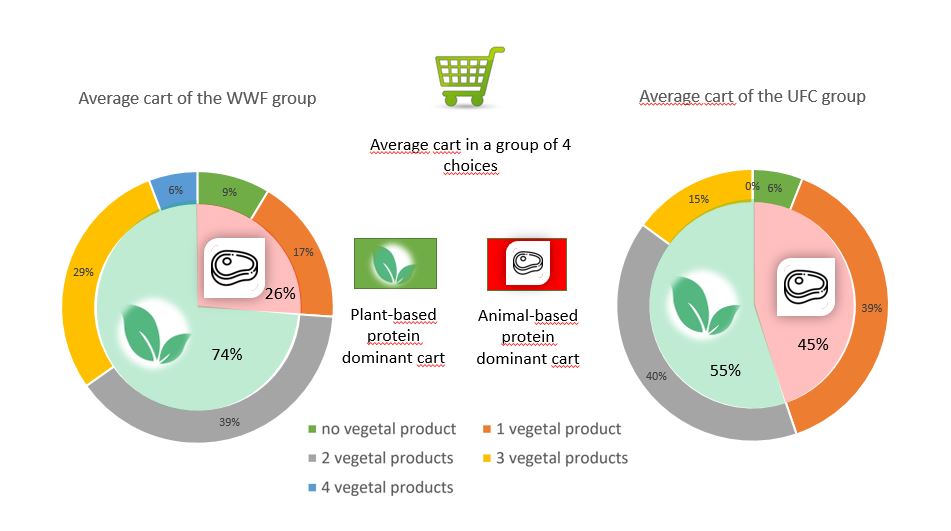 Average cart of the WWF group
Average cart of the UFC group
Average cart in a group of 4
choices
6%
9%
17%
29%
26%
74%
39%
Plant-based
protein
dominant cart
Animal-based
protein
dominant cart
0%
6%
15%
39%
45%
55%
40%
no vegetal product
1 vegetal product
2 vegetal products
3 vegetal products
4 vegetal products